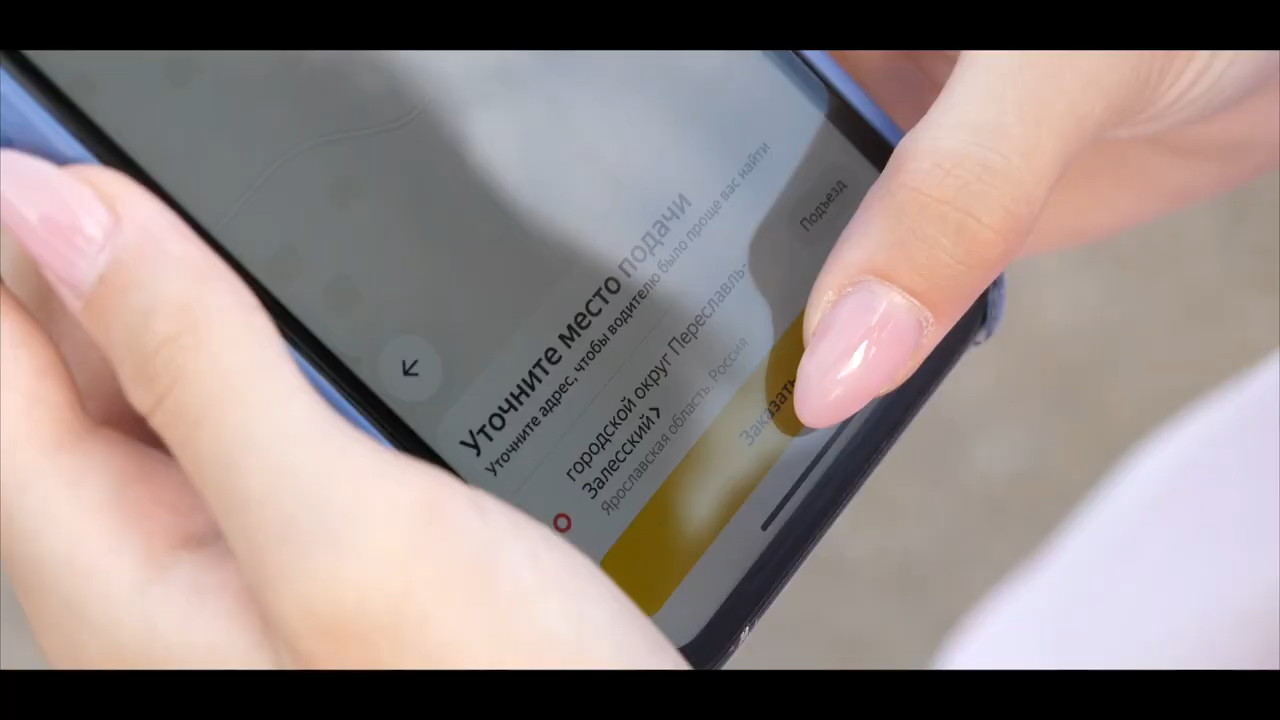 Уточните место подачи
Уточните адрес, чтобы водителю было проще вас найти
городской округ Переславль-
Залесский
Ярославская область, Россия
Подъезд
Заказать